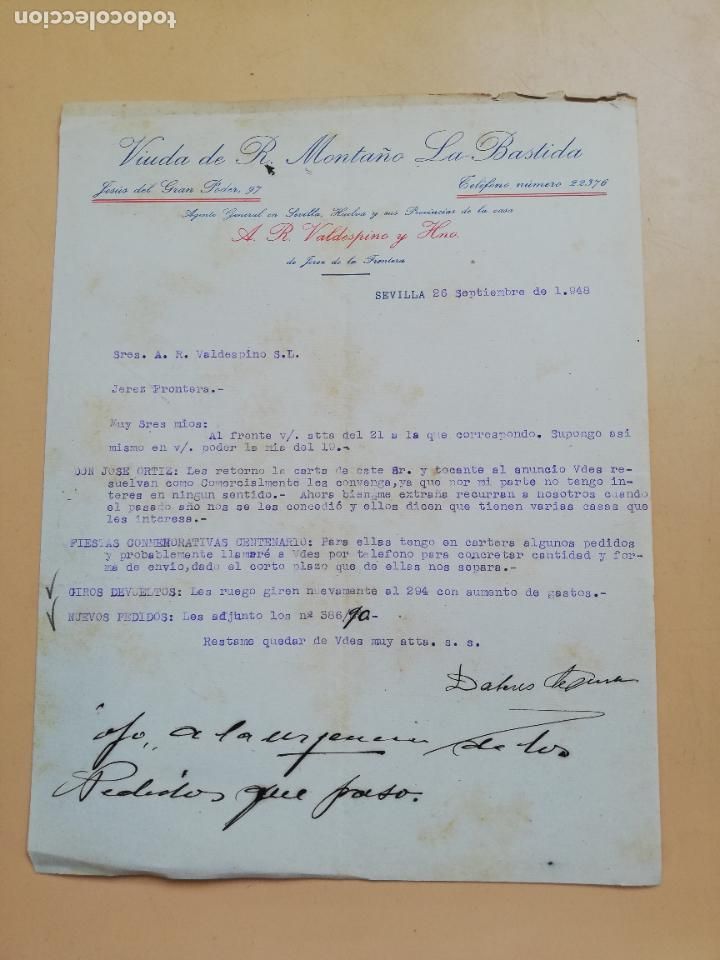 todocoleccion
Viuda de R. Montaño La-Bastida
Jesús del Gran Poder, 97
Teléfono número 22376
Agente General en Sevilla, Huelva y sus Provincias de la casa
A. R. Valdespino y Hno.
de Jerez de la Frontera
SEVILLA 26 Septiembre de 1.948
Sres. A. R. Valdespino S.L.
Jerez Frontera.-
Muy Sres mios:
Al frente v/. atta del 21 a la que correspondo. Supongo asi
mismo en v/. poder la mia del 19.-
DON JOSE ORTIZ: Les retorno la carta de este Sr. y tocante al anuncio Vdes re-
suelvan como Comercialmente les convenga, ya que por mi parte no tengo in-
teres en ningun sentido.- Ahora bien me extraña recurran a nosotros cuando
el pasado año nos se les concedió y ellos dicen que tienen varias casas que
les interesa.-
FIESTAS CONMEMORATIVAS CENTENARIO: Para ellas tengo en cartera algunos pedidos
y probablemente llamaré a Vdes por telefono para concretar cantidad y for-
ma de envio, dado el corto plazo que de ellas nos separa.-
GIROS DEVUELTOS: Les ruego giren nuevamente al 294 con aumento de gastos.-
NUEVOS PEDIDOS: Les adjunto los nº 386/90-
Restame quedar de Vdes muy atta. s. s.
"ojo" a la urgencia de los
Pedidos que paso.